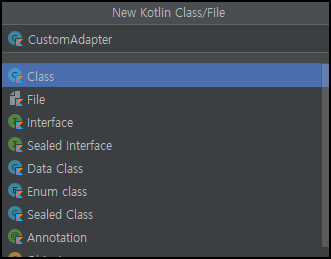 New Kotlin Class/File
CustomAdapter
Class
File
Interface
Sealed Interface
Data Class
Enum class
Sealed Class
Annotation